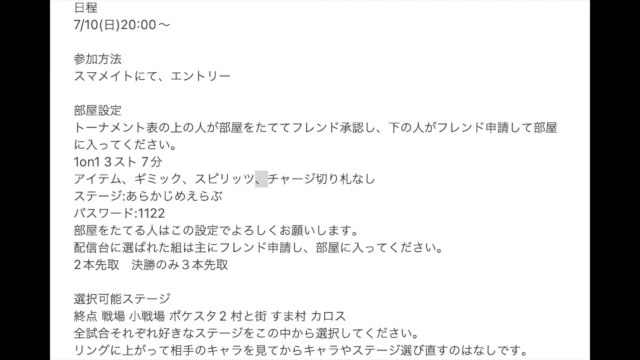 日程
7/10(日)20:00～
参加方法
スマメイトにて、エントリー
部屋設定
トーナメント表の上の人が部屋をたててフレンド承認し、下の人がフレンド申請して部屋
に入ってください。
1on1 3スト 7分
アイテム、ギミック、スピリッツ、チャージ切り札なし
ステージ:あらかじめえらぶ
パスワード:1122
部屋をたてる人はこの設定でよろしくお願いします。
配信台に選ばれた組は主にフレンド申請し、部屋に入ってください。
2本先取　決勝のみ3本先取
選択可能ステージ
終点 戦場 小戦場 ポケスタ2 村と街 すま村 カロス
全試合それぞれ好きなステージをこの中から選択してください。
リングに上がって相手のキャラを見てからキャラやステージ選び直すのはなしです。